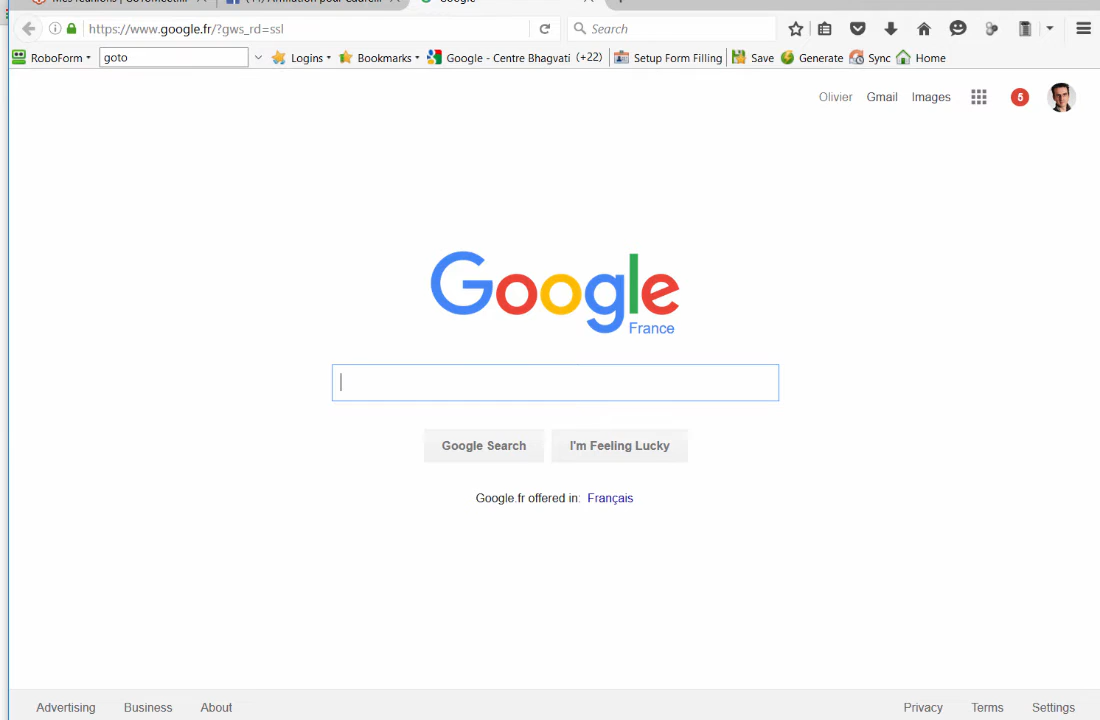 https://www.google.fr/?gws_rd=ssl
Search
RoboForm goto Logins Bookmarks Google - Centre Bhagvati (+22) Setup Form Filling Save Generate Sync Home
Olivier Gmail Images 5
Google
France
Google Search I'm Feeling Lucky
Google.fr offered in: Français
Advertising Business About Privacy Terms Settings